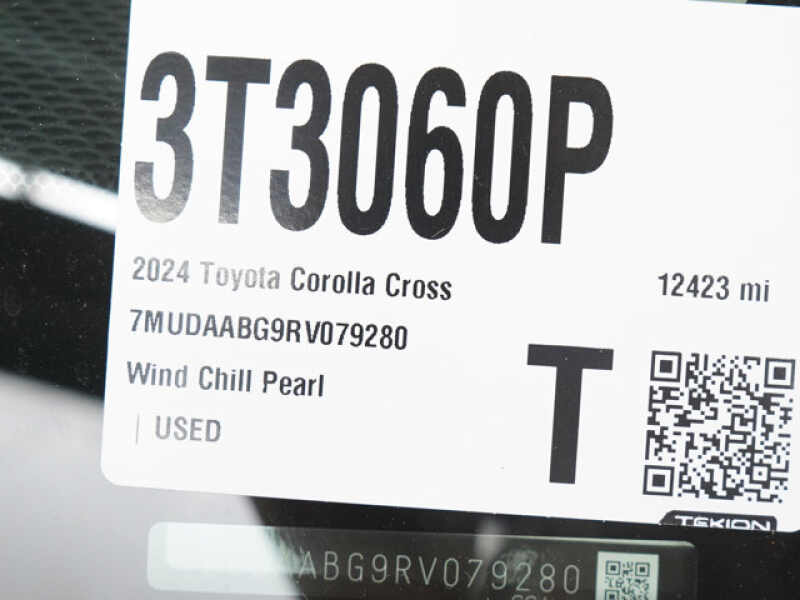 3T3060P
2024 Toyota Corolla Cross
12423 mi
7MUDAABG9RV079280
Wind Chill Pearl
| USED
T
TEKION
ABG9RV079280